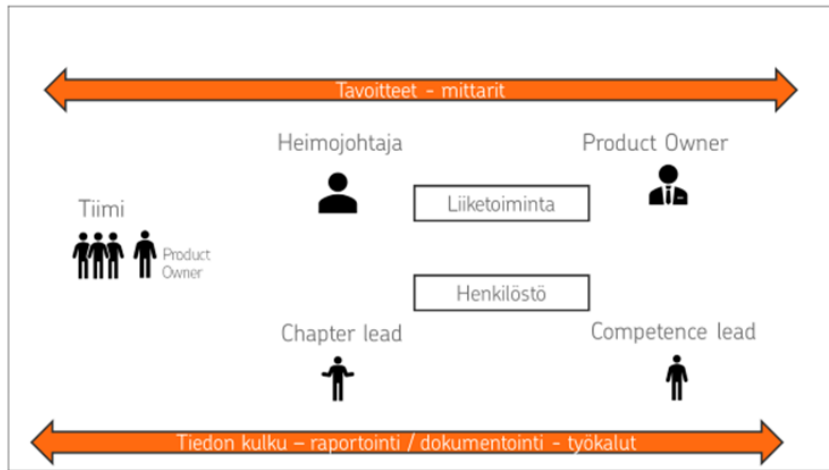 Tavoitteet - mittarit
Heimojohtaja
Product Owner
Liiketoiminta
Tiimi
Product
Owner
Henkilöstö
Chapter lead
Competence lead
Tiedon kulku – raportointi / dokumentointi - työkalut